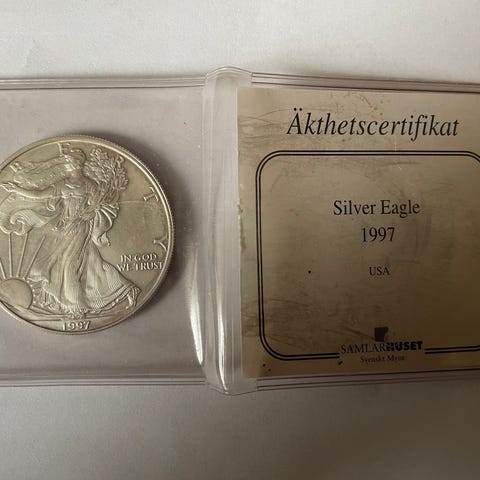 T
Y
IN GOD
WE TRUST
1997
Äkthetscertifikat
Silver Eagle
1997
USA
SAMLARHUSET
Svenskt Mynt